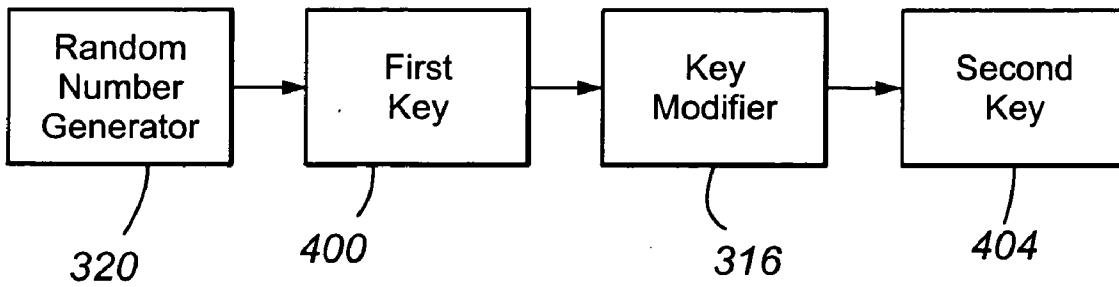 Random
Number
Generator
First
Key
Key
Modifier
Second
Key
320
400
316
404